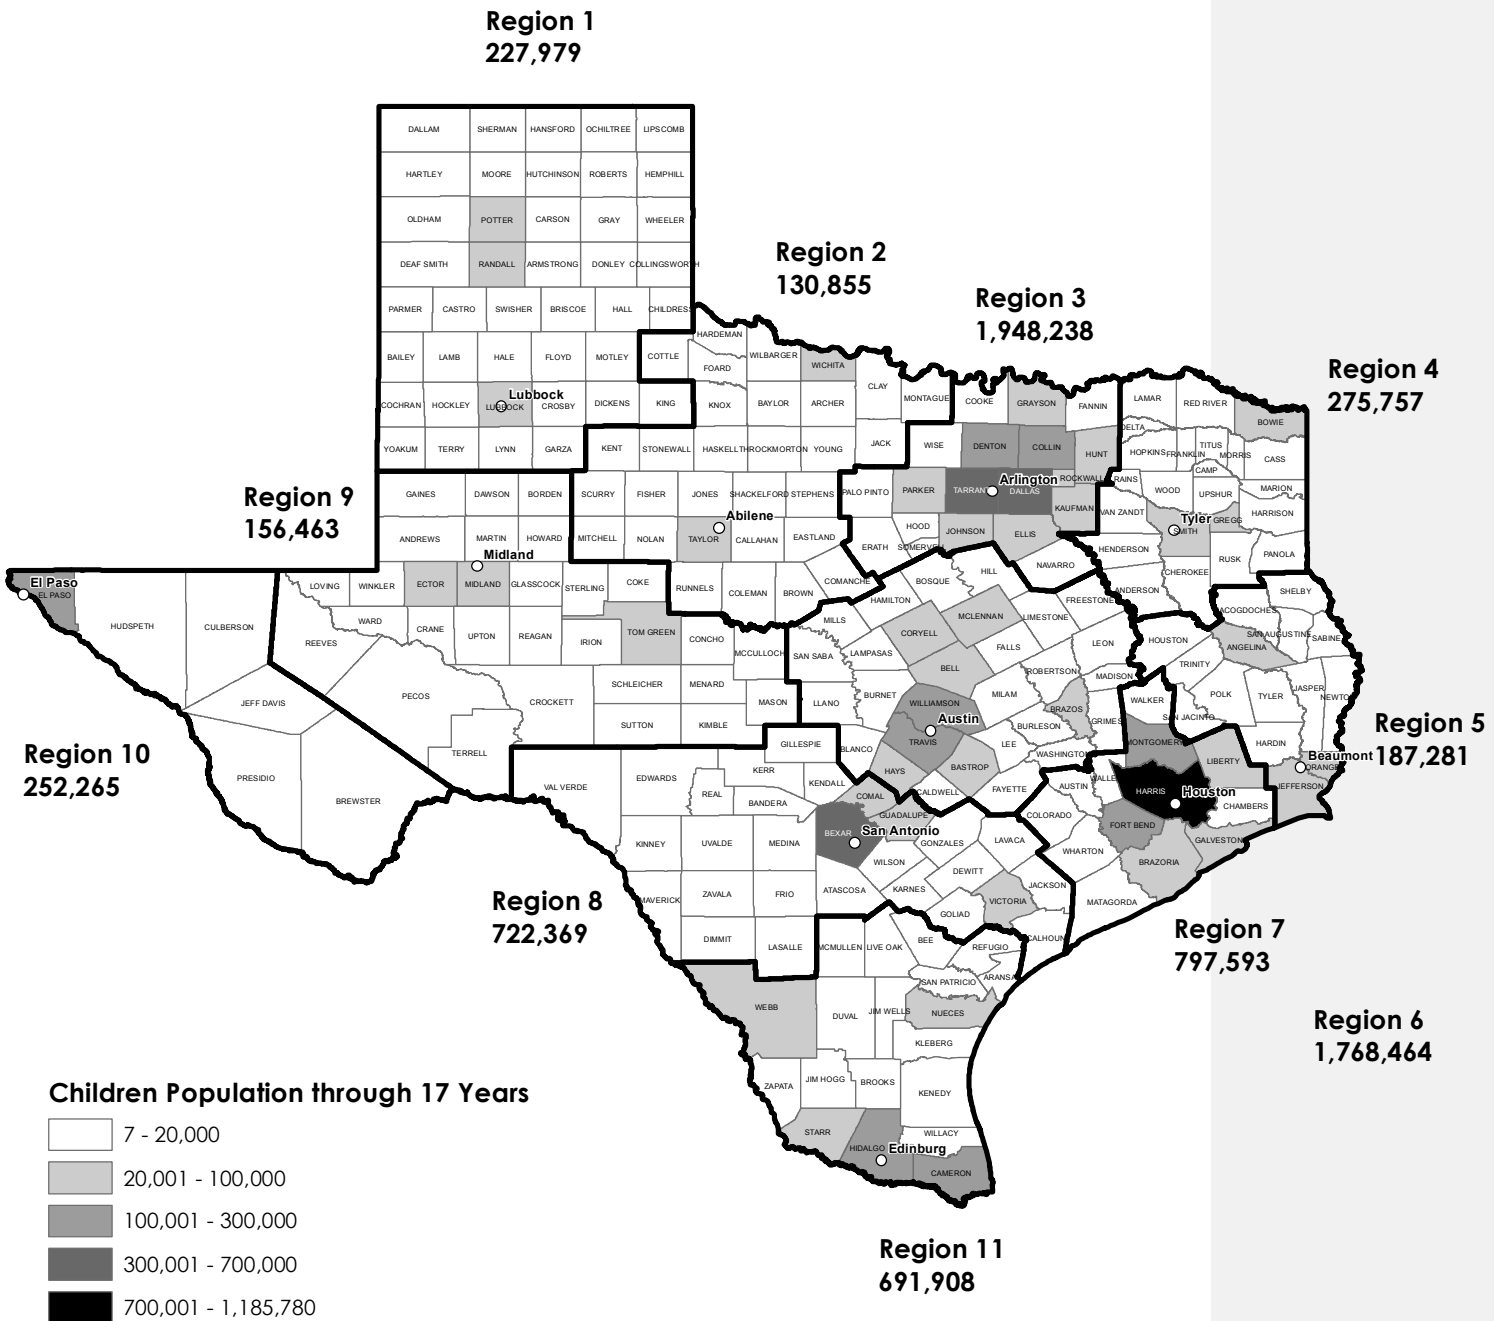 Region 1
227,979
DALLAM SHERMAN HANSFORD OCHILTREE LIPSCOMB
HARTLEY MOORE HUTCHINSON ROBERTS HEMPHILL
OLDHAM POTTER CARSON GRAY WHEELER
Region 2
130,855
DEAF SMITH RANDALL ARMSTRONG DONLEY COLLINGSWORTH
Region 3
1,948,238
PARMER CASTRO SWISHER BRISCOE HALL CHILDRESS
HARDEMAN
BAILEY LAMB HALE FLOYD MOTLEY COTTLE FOARD WILBARGER WICHITA
Region 4
275,757
CLAY MONTAGUE COOKE GRAYSON FANNIN LAMAR RED RIVER BOWIE
Lubbock
COCHRAN HOCKLEY LUBBOCK CROSBY DICKENS KING KNOX BAYLOR ARCHER
DELTA
YOAKUM TERRY LYNN GARZA KENT STONEWALL HASKELL THROCKMORTON YOUNG JACK WISE DENTON COLLIN HUNT HOPKINS FRANKLIN TITUS MORRIS CASS
CAMP
Region 9
156,463
GAINES DAWSON BORDEN SCURRY FISHER JONES SHACKELFORD STEPHENS PALO PINTO PARKER TARRANT Arlington DALLAS ROCKWALL RAINS WOOD UPSHUR MARION
Abilene
KAUFMAN VAN ZANDT Tyler SMITH GREGG HARRISON
ANDREWS MARTIN HOWARD MITCHELL NOLAN TAYLOR CALLAHAN EASTLAND ERATH HOOD SOMERVELL JOHNSON ELLIS HENDERSON RUSK PANOLA
Midland
El Paso
EL PASO HUDSPETH CULBERSON LOVING WINKLER ECTOR MIDLAND GLASSCOCK STERLING COKE RUNNELS COLEMAN BROWN COMANCHE BOSQUE HILL NAVARRO ANDERSON CHEROKEE SHELBY
HAMILTON FREESTONE NACOGDOCHES
REEVES WARD CRANE UPTON REAGAN IRION TOM GREEN CONCHO MCCULLOCH MILLS CORYELL MCLENNAN LIMESTONE LEON HOUSTON ANGELINA SAN AUGUSTINE SABINE
SAN SABA LAMPASAS BELL FALLS ROBERTSON MADISON TRINITY
JEFF DAVIS PECOS CROCKETT SCHLEICHER MENARD MASON LLANO BURNET WILLIAMSON MILAM BRAZOS GRIMES WALKER SAN JACINTO POLK TYLER JASPER NEWTON
SUTTON KIMBLE Austin TRAVIS BURLESON
Region 5
187,281
GILLESPIE BLANCO LEE WASHINGTON MONTGOMERY LIBERTY HARDIN
Region 10
252,265
TERRELL Beaumont
ORANGE
PRESIDIO BREWSTER VAL VERDE EDWARDS KERR KENDALL HAYS BASTROP FAYETTE AUSTIN WALLER HARRIS Houston CHAMBERS JEFFERSON
REAL BANDERA COMAL CALDWELL
GUADALUPE COLORADO FORT BEND GALVESTON
KINNEY UVALDE MEDINA BEXAR San Antonio GONZALES LAVACA WHARTON BRAZORIA
WILSON DEWITT
Region 8
722,369
MAVERICK ZAVALA FRIO ATASCOSA KARNES VICTORIA JACKSON MATAGORDA
GOLIAD
Region 7
797,593
DIMMIT LASALLE MCMULLEN LIVE OAK BEE REFUGIO CALHOUN
SAN PATRICIO ARANSAS
Region 6
1,768,464
WEBB DUVAL JIM WELLS NUECES
KLEBERG
ZAPATA JIM HOGG BROOKS KENEDY
STARR HIDALGO Edinburg WILLACY
CAMERON
Region 11
691,908
Children Population through 17 Years
7 - 20,000
20,001 - 100,000
100,001 - 300,000
300,001 - 700,000
700,001 - 1,185,780